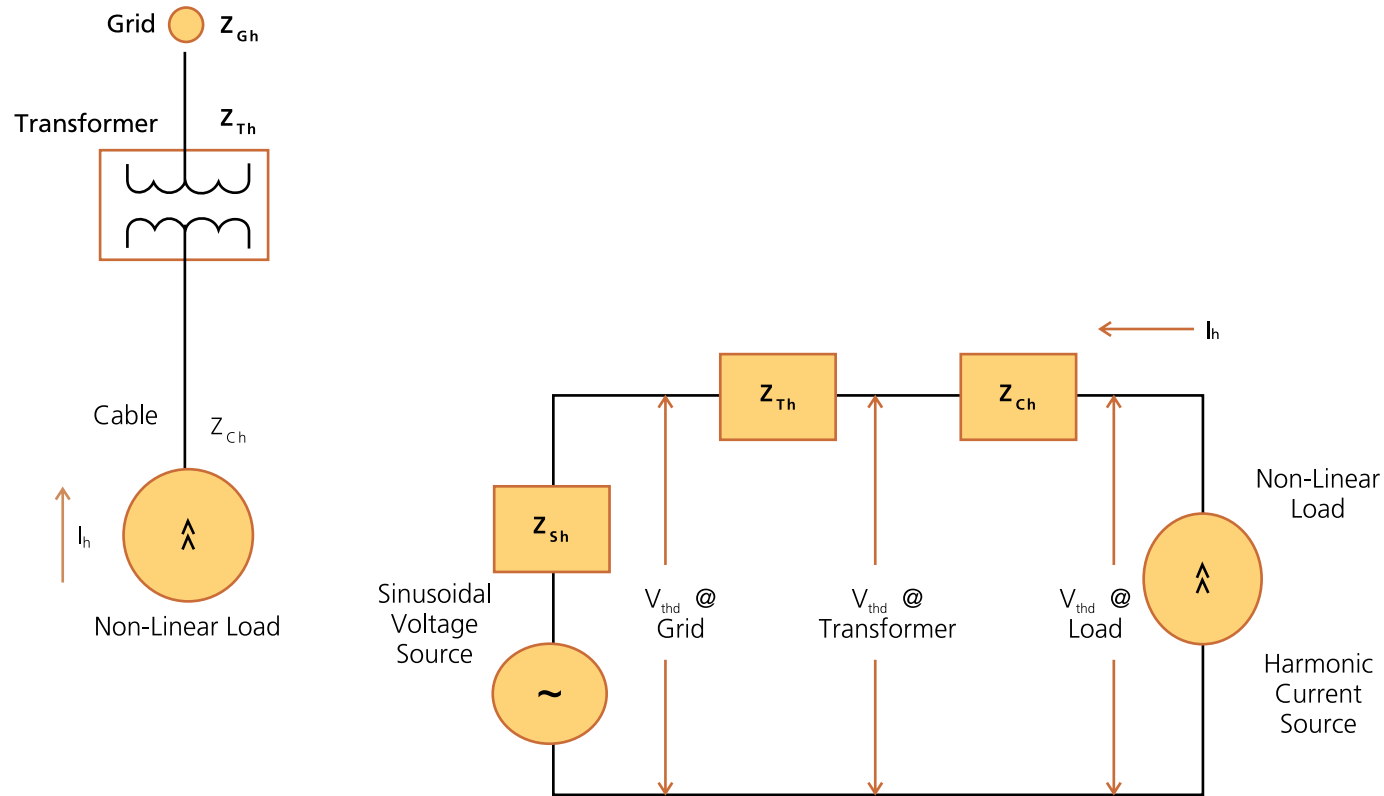 Grid Z Gh
Transformer Z Th
Cable
Z Ch
I h
Non-Linear Load
I h
Z Th
Z Ch
Z Sh
Non-Linear
Load
Sinusoidal
Voltage
Source
V thd @
Grid
V thd @
Transformer
V thd @
Load
~
Harmonic
Current
Source